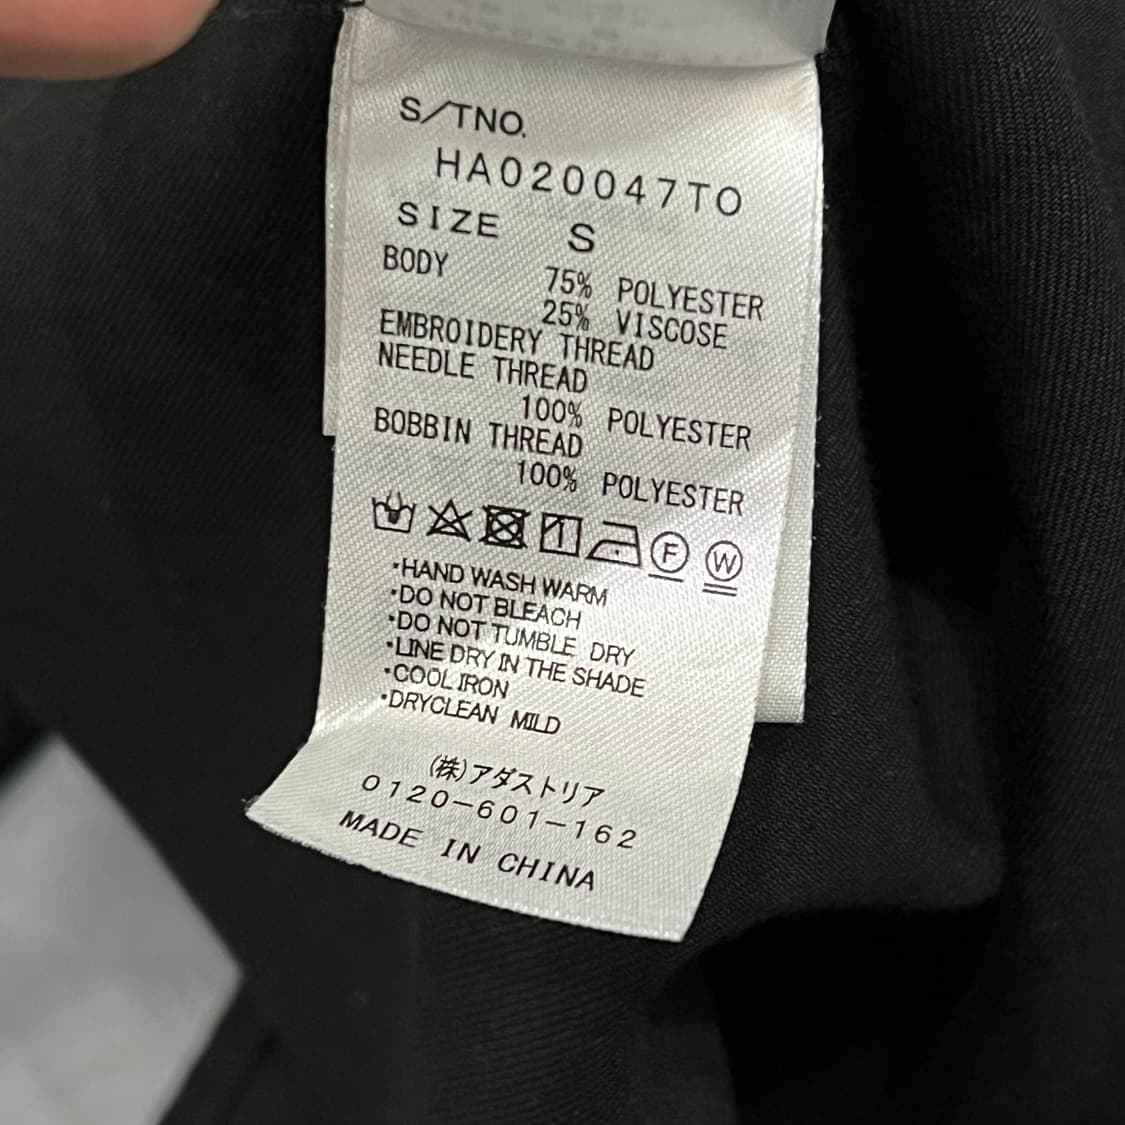 S/TNO.
HA020047TO
SIZE S
BODY 75% POLYESTER
25% VISCOSE
EMBROIDERY THREAD
NEEDLE THREAD
100% POLYESTER
BOBBIN THREAD
100% POLYESTER
F W
・HAND WASH WARM
・DO NOT BLEACH
・DO NOT TUMBLE DRY
・LINE DRY IN THE SHADE
・COOL IRON
・DRYCLEAN MILD
(株)アダストリア
0120-601-162
MADE IN CHINA